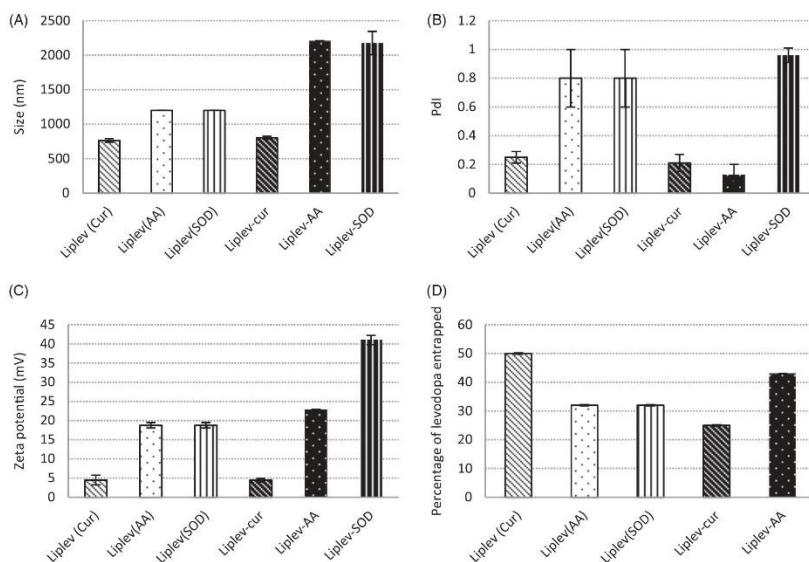 (A)
Size (nm)
2500
2000
1500
1000
500
0
Liplev (Cur)
Liplev(AA)
Liplev(SOD)
Liplev-cur
Liplev-AA
Liplev-SOD
(B)
PdI
1.2
1
0.8
0.6
0.4
0.2
0
Liplev (Cur)
Liplev(AA)
Liplev(SOD)
Liplev-cur
Liplev-AA
Liplev-SOD
(C)
Zeta potential (mV)
45
40
35
30
25
20
15
10
5
0
Liplev (Cur)
Liplev(AA)
Liplev(SOD)
Liplev-cur
Liplev-AA
Liplev-SOD
(D)
Percentage of levodopa entrapped
60
50
40
30
20
10
0
Liplev (Cur)
Liplev(AA)
Liplev(SOD)
Liplev-cur
Liplev-AA